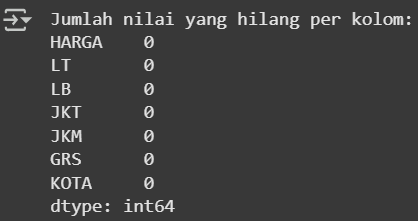 Jumlah nilai yang hilang per kolom:
HARGA 0
LT 0
LB 0
JKT 0
JKM 0
GRS 0
KOTA 0
dtype: int64